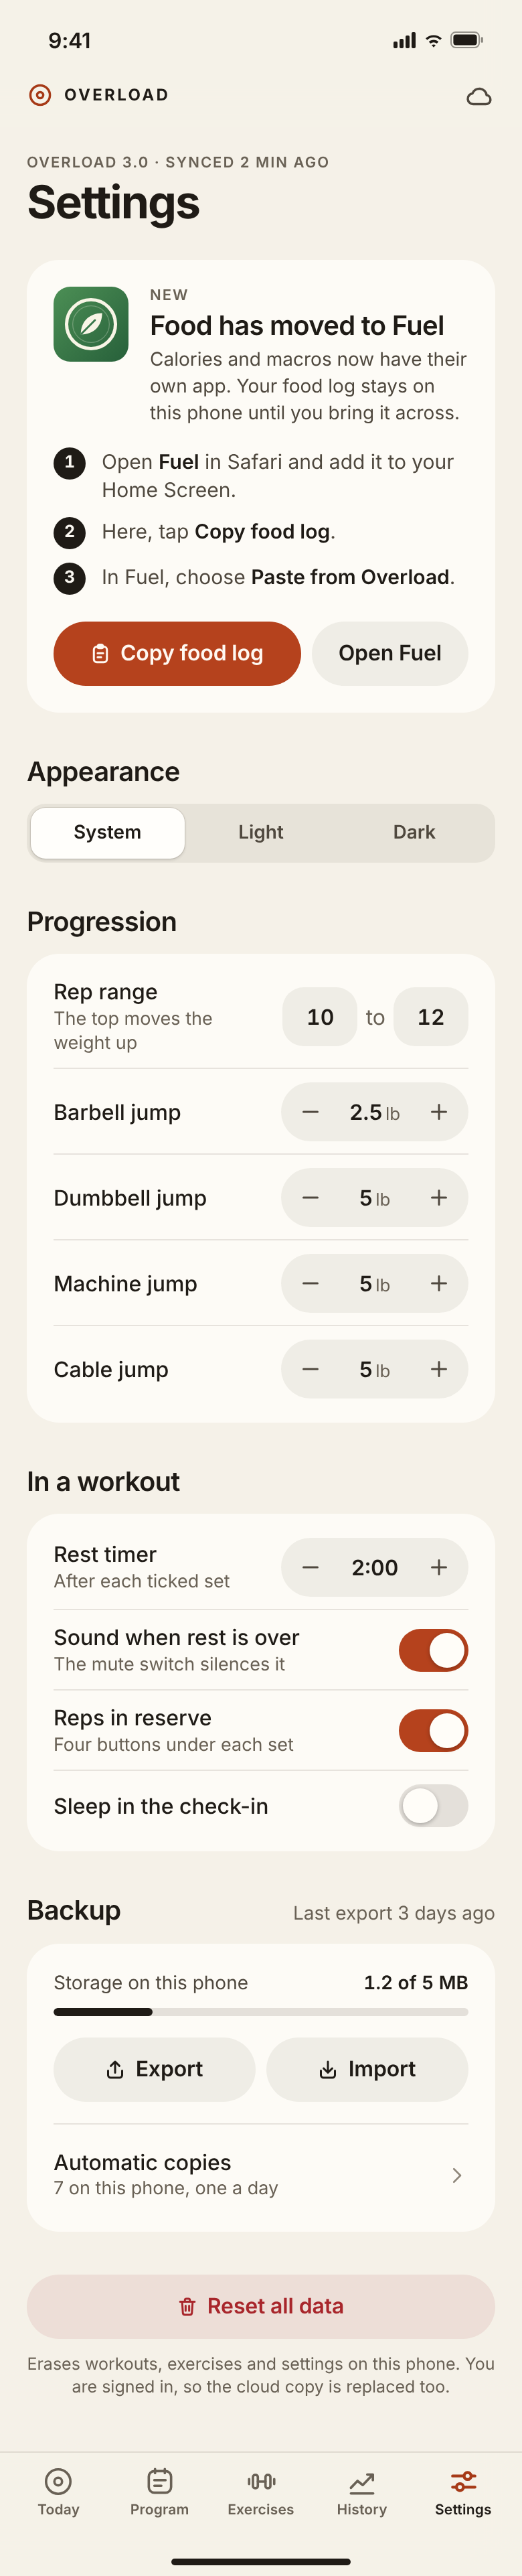 9:41
OVERLOAD
OVERLOAD 3.0 · SYNCED 2 MIN AGO
Settings
NEW
Food has moved to Fuel
Calories and macros now have their
own app. Your food log stays on
this phone until you bring it across.
1 Open Fuel in Safari and add it to your
Home Screen.
2 Here, tap Copy food log.
3 In Fuel, choose Paste from Overload.
Copy food log Open Fuel
Appearance
System Light Dark
Progression
Rep range
The top moves the
weight up
10 to 12
Barbell jump 2.5 lb
Dumbbell jump 5 lb
Machine jump 5 lb
Cable jump 5 lb
In a workout
Rest timer
After each ticked set
2:00
Sound when rest is over
The mute switch silences it
Reps in reserve
Four buttons under each set
Sleep in the check-in
Backup Last export 3 days ago
Storage on this phone 1.2 of 5 MB
Export Import
Automatic copies
7 on this phone, one a day
Reset all data
Erases workouts, exercises and settings on this phone. You
are signed in, so the cloud copy is replaced too.
Today Program Exercises History Settings